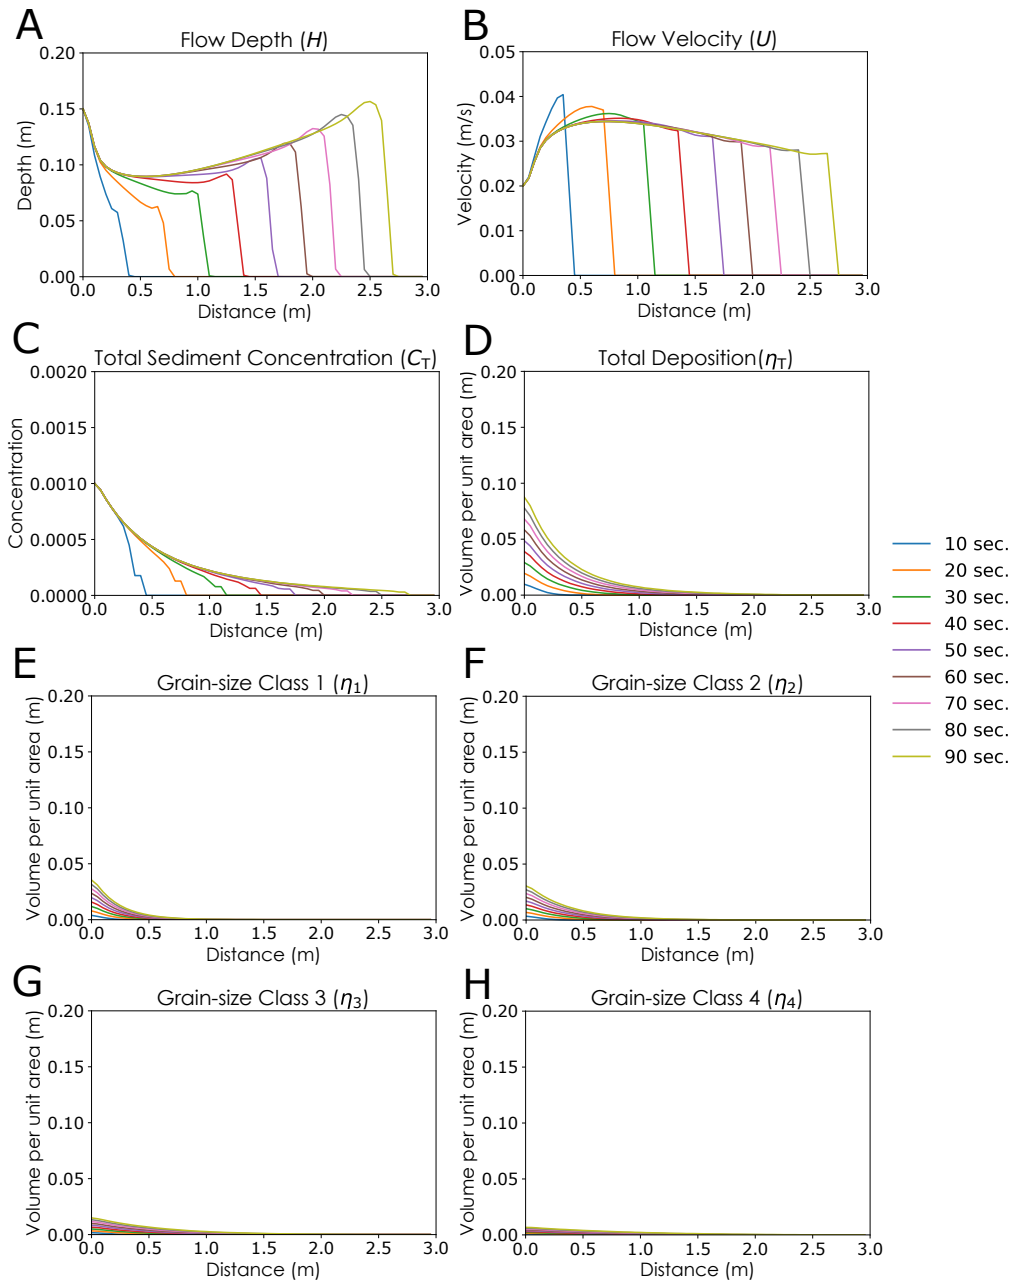 A
Flow Depth (H)
0.20
0.15
0.10
0.05
0.00
Depth (m)
0.0 0.5 1.0 1.5 2.0 2.5 3.0
Distance (m)
B
Flow Velocity (U)
0.05
0.04
0.03
0.02
0.01
0.00
Velocity (m/s)
0.0 0.5 1.0 1.5 2.0 2.5 3.0
Distance (m)
C
Total Sediment Concentration (C_T)
0.0020
0.0015
0.0010
0.0005
0.0000
Concentration
0.0 0.5 1.0 1.5 2.0 2.5 3.0
Distance (m)
D
Total Deposition(η_T)
0.20
0.15
0.10
0.05
0.00
Volume per unit area (m)
0.0 0.5 1.0 1.5 2.0 2.5 3.0
Distance (m)
10 sec.
20 sec.
30 sec.
40 sec.
50 sec.
60 sec.
70 sec.
80 sec.
90 sec.
E
Grain-size Class 1 (η₁)
0.20
0.15
0.10
0.05
0.00
Volume per unit area (m)
0.0 0.5 1.0 1.5 2.0 2.5 3.0
Distance (m)
F
Grain-size Class 2 (η₂)
0.20
0.15
0.10
0.05
0.00
Volume per unit area (m)
0.0 0.5 1.0 1.5 2.0 2.5 3.0
Distance (m)
G
Grain-size Class 3 (η₃)
0.20
0.15
0.10
0.05
0.00
Volume per unit area (m)
0.0 0.5 1.0 1.5 2.0 2.5 3.0
Distance (m)
H
Grain-size Class 4 (η₄)
0.20
0.15
0.10
0.05
0.00
Volume per unit area (m)
0.0 0.5 1.0 1.5 2.0 2.5 3.0
Distance (m)